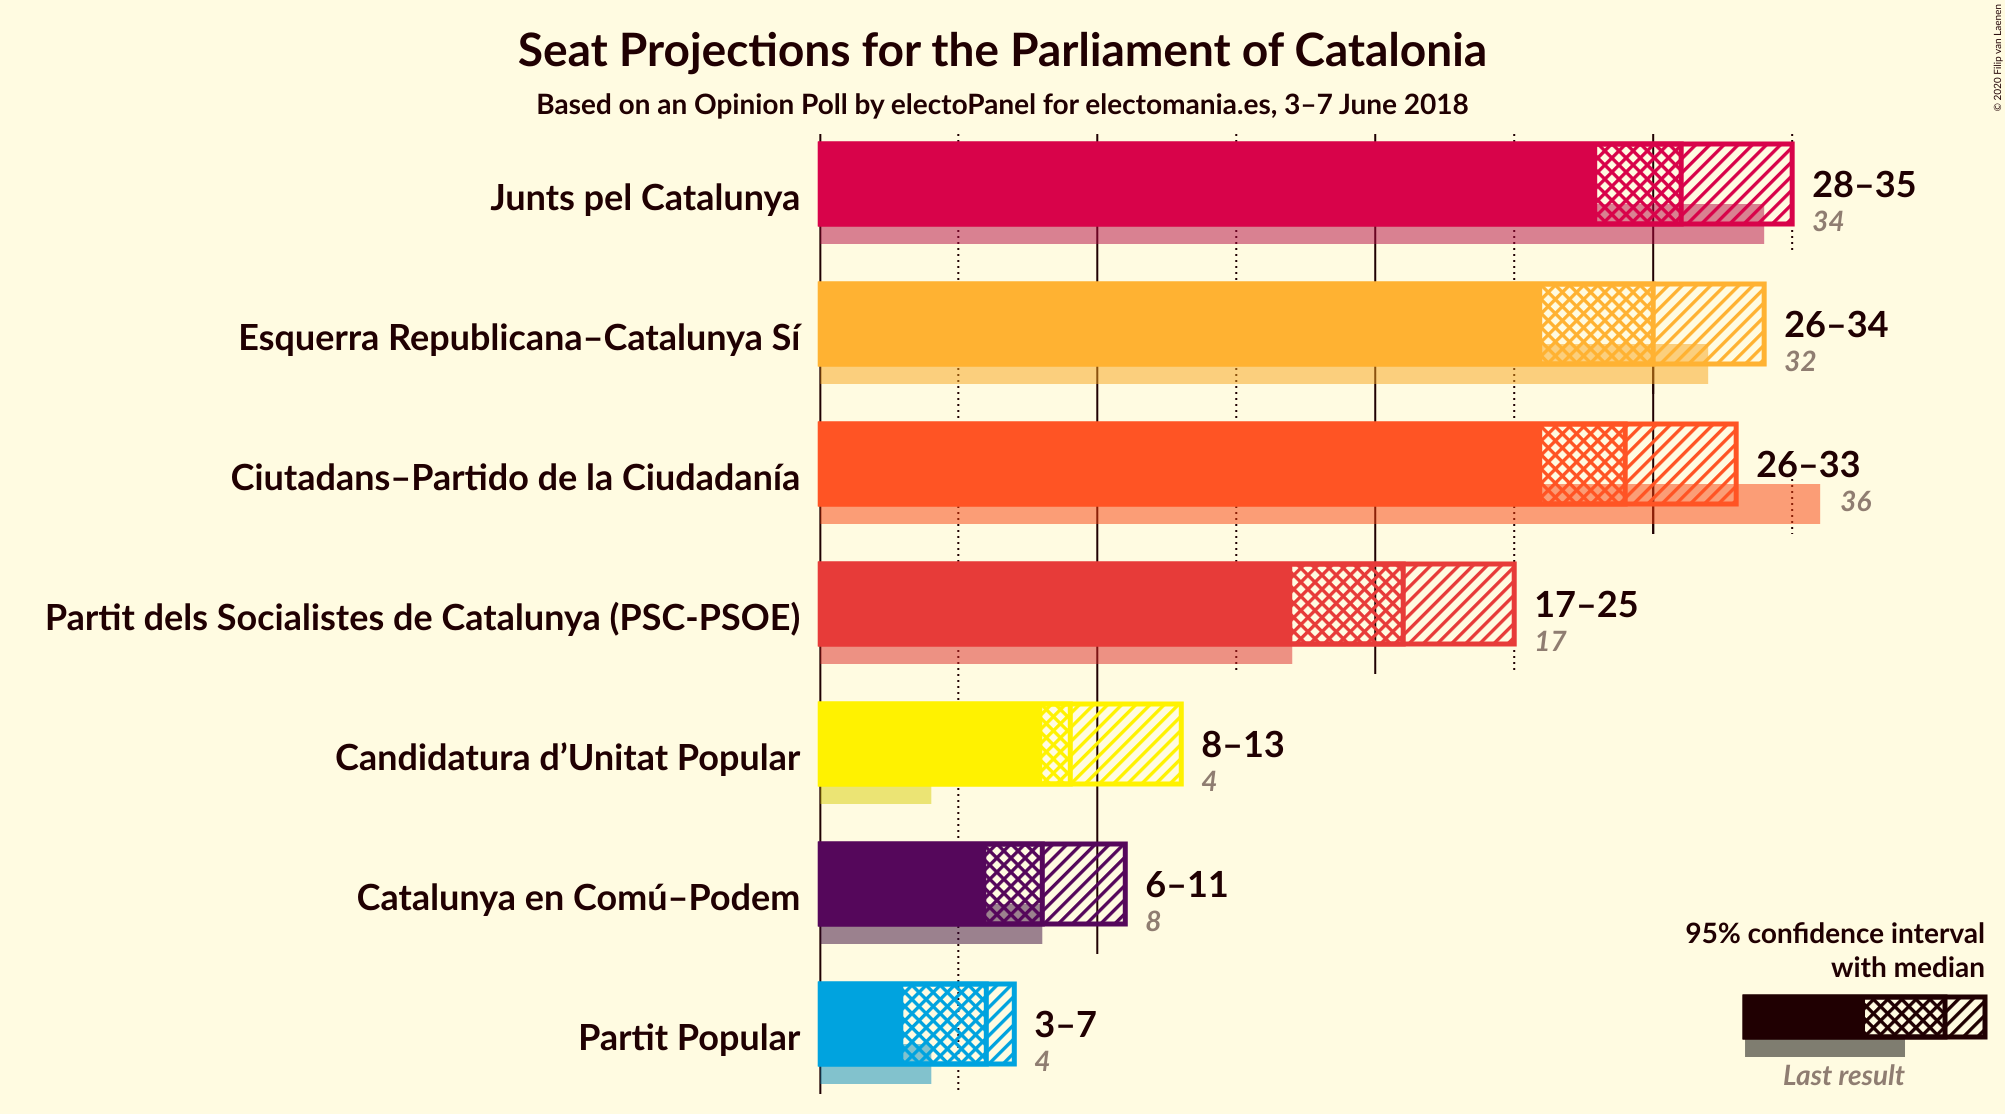 Seat Projections for the Parliament of Catalonia
Based on an Opinion Poll by electoPanel for electomania.es, 3–7 June 2018
© 2020 Filip van Laenen
Junts pel Catalunya
28–35
34
Esquerra Republicana–Catalunya Sí
26–34
32
Ciutadans–Partido de la Ciudadanía
26–33
36
Partit dels Socialistes de Catalunya (PSC-PSOE)
17–25
17
Candidatura d’Unitat Popular
8–13
4
Catalunya en Comú–Podem
6–11
8
Partit Popular
3–7
4
95% confidence interval
with median
Last result